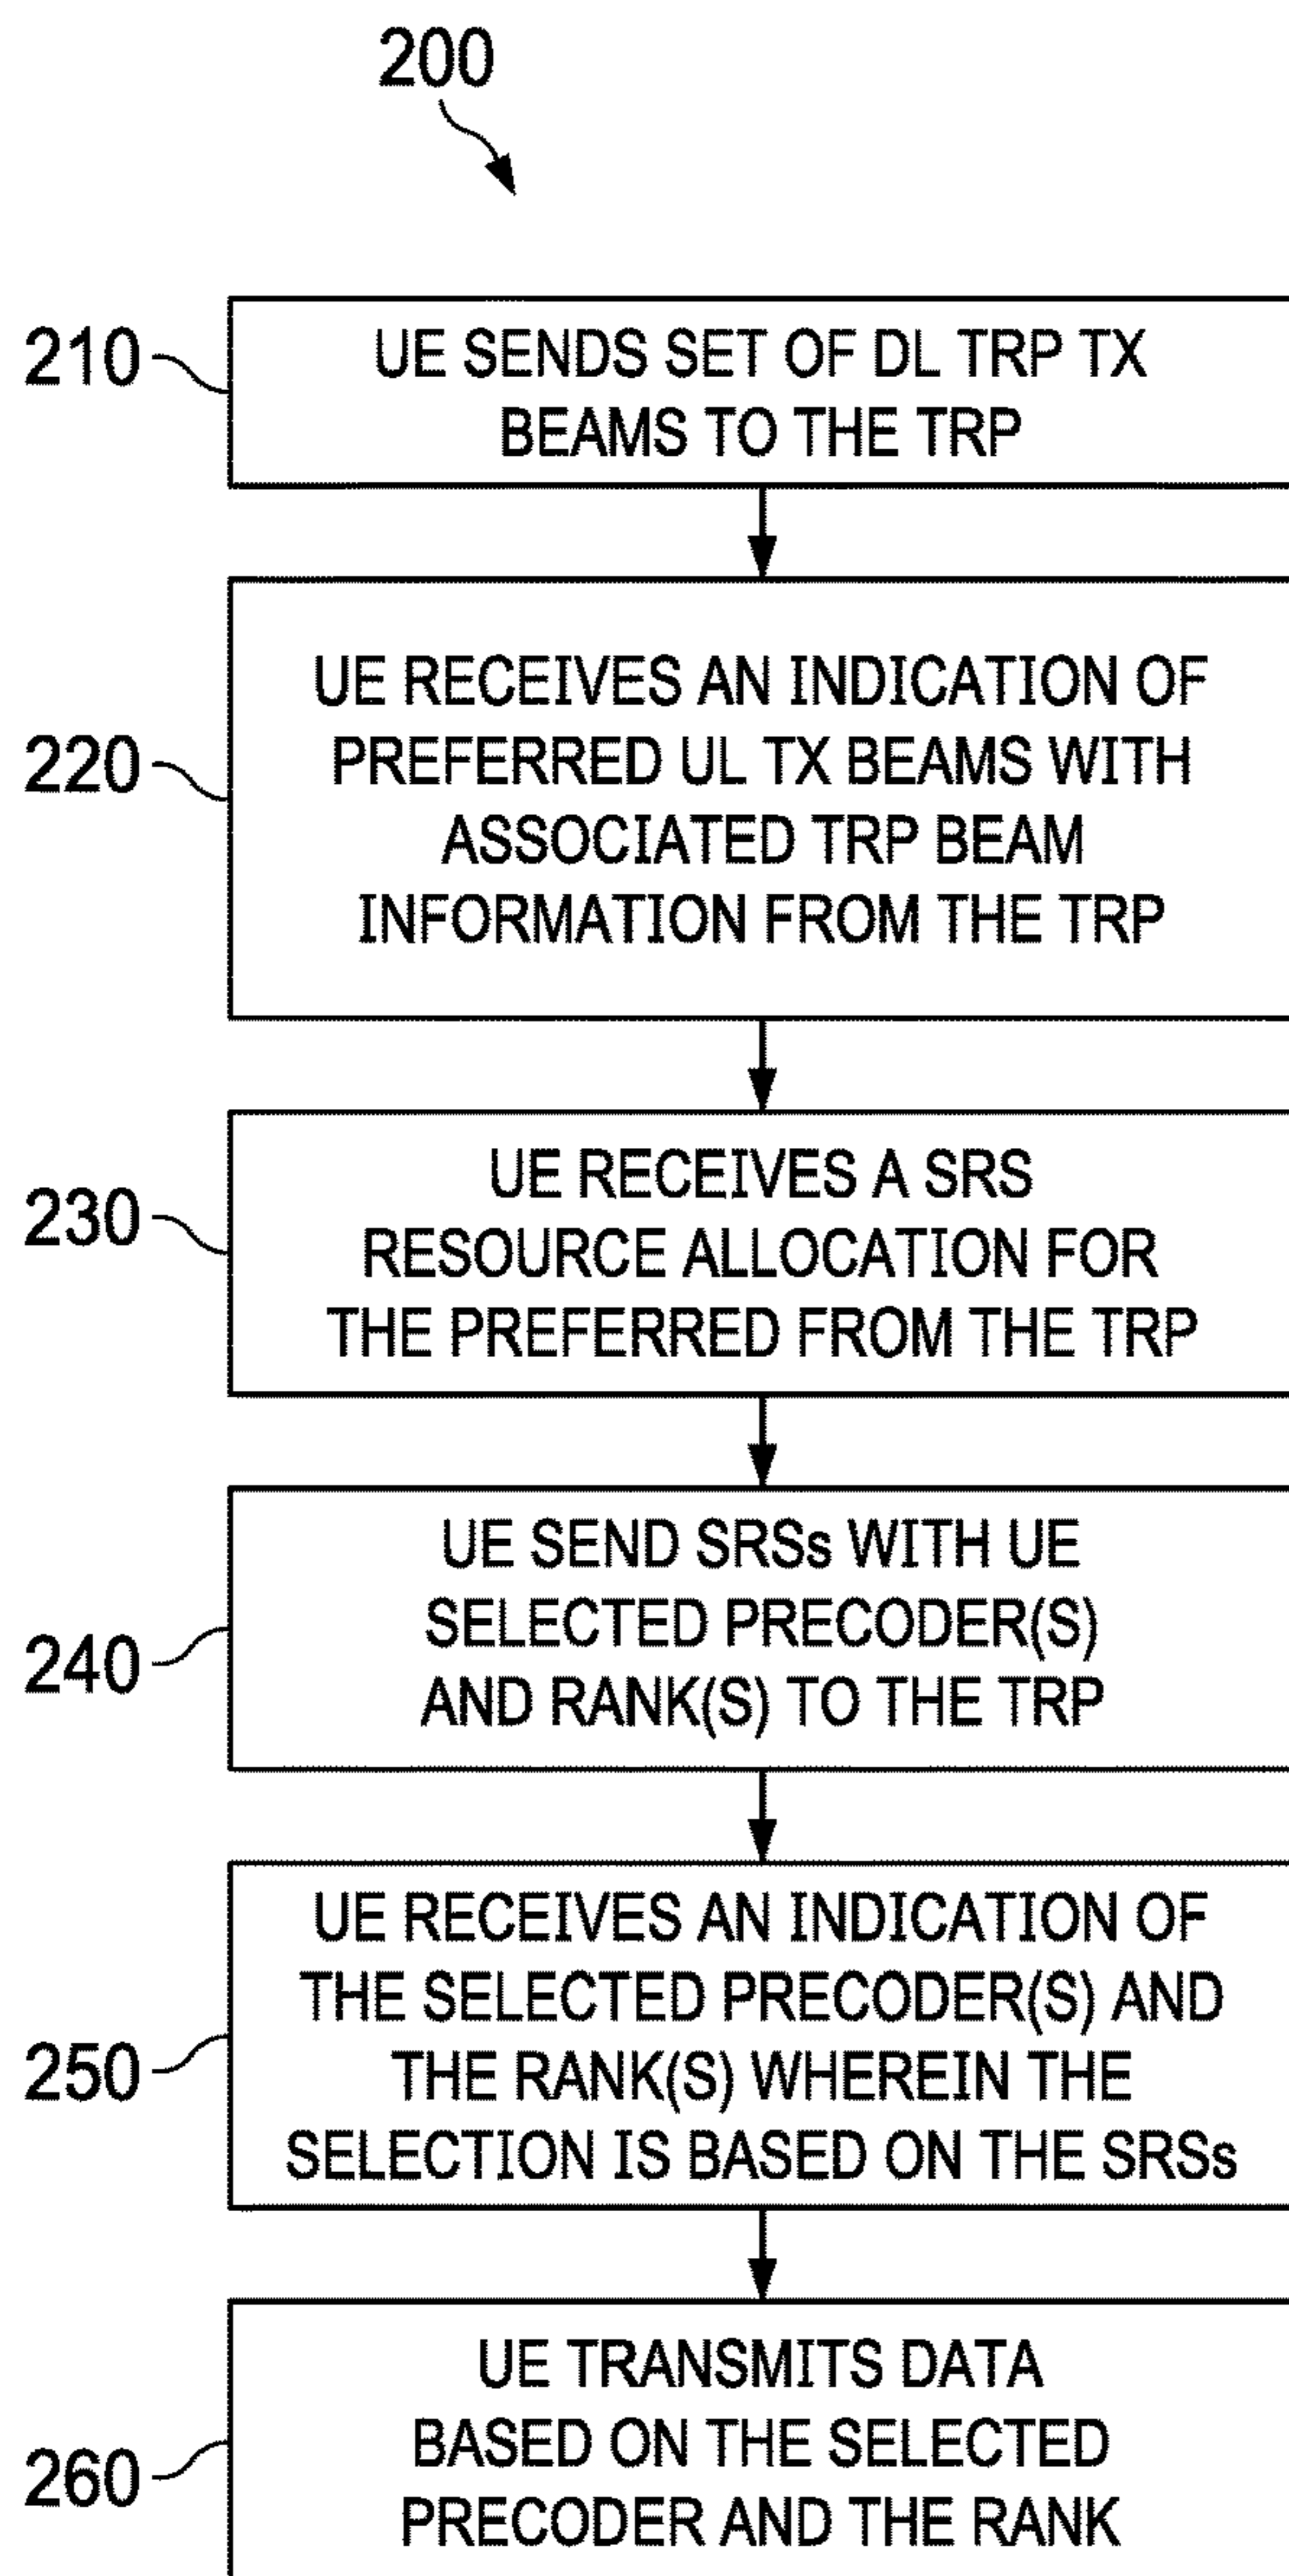 200
210
UE SENDS SET OF DL TRP TX
BEAMS TO THE TRP
220
UE RECEIVES AN INDICATION OF
PREFERRED UL TX BEAMS WITH
ASSOCIATED TRP BEAM
INFORMATION FROM THE TRP
230
UE RECEIVES A SRS
RESOURCE ALLOCATION FOR
THE PREFERRED FROM THE TRP
240
UE SEND SRSs WITH UE
SELECTED PRECODER(S)
AND RANK(S) TO THE TRP
250
UE RECEIVES AN INDICATION OF
THE SELECTED PRECODER(S) AND
THE RANK(S) WHEREIN THE
SELECTION IS BASED ON THE SRSs
260
UE TRANSMITS DATA
BASED ON THE SELECTED
PRECODER AND THE RANK